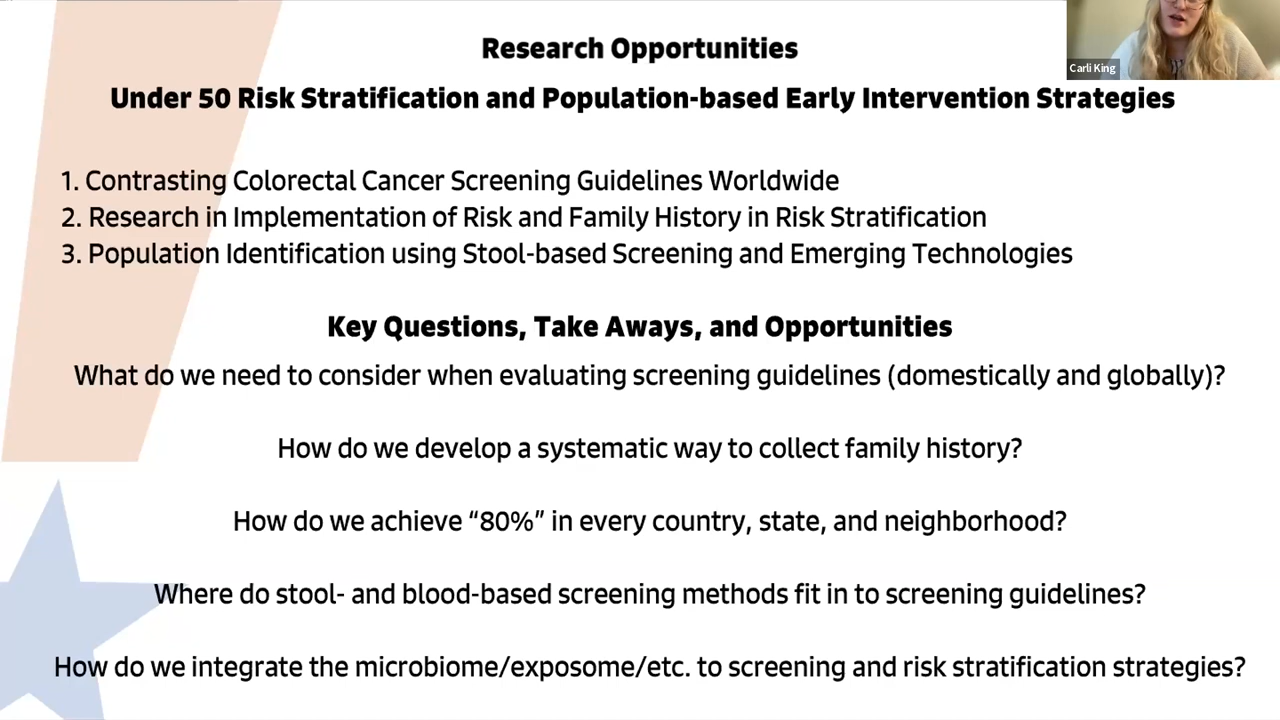 Research Opportunities
Carli King
Under 50 Risk Stratification and Population-based Early Intervention Strategies
1. Contrasting Colorectal Cancer Screening Guidelines Worldwide
2. Research in Implementation of Risk and Family History in Risk Stratification
3. Population Identification using Stool-based Screening and Emerging Technologies
Key Questions, Take Aways, and Opportunities
What do we need to consider when evaluating screening guidelines (domestically and globally)?
How do we develop a systematic way to collect family history?
How do we achieve “80%” in every country, state, and neighborhood?
Where do stool- and blood-based screening methods fit in to screening guidelines?
How do we integrate the microbiome/exposome/etc. to screening and risk stratification strategies?